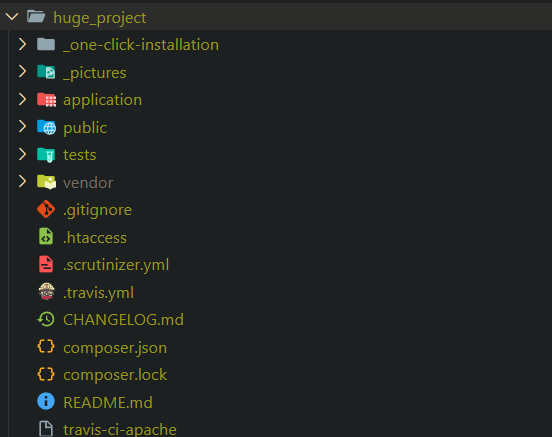 huge_project
_one-click-installation
_pictures
application
public
tests
vendor
.gitignore
.htaccess
.scrutinizer.yml
.travis.yml
CHANGELOG.md
composer.json
composer.lock
README.md
travis-ci-apache